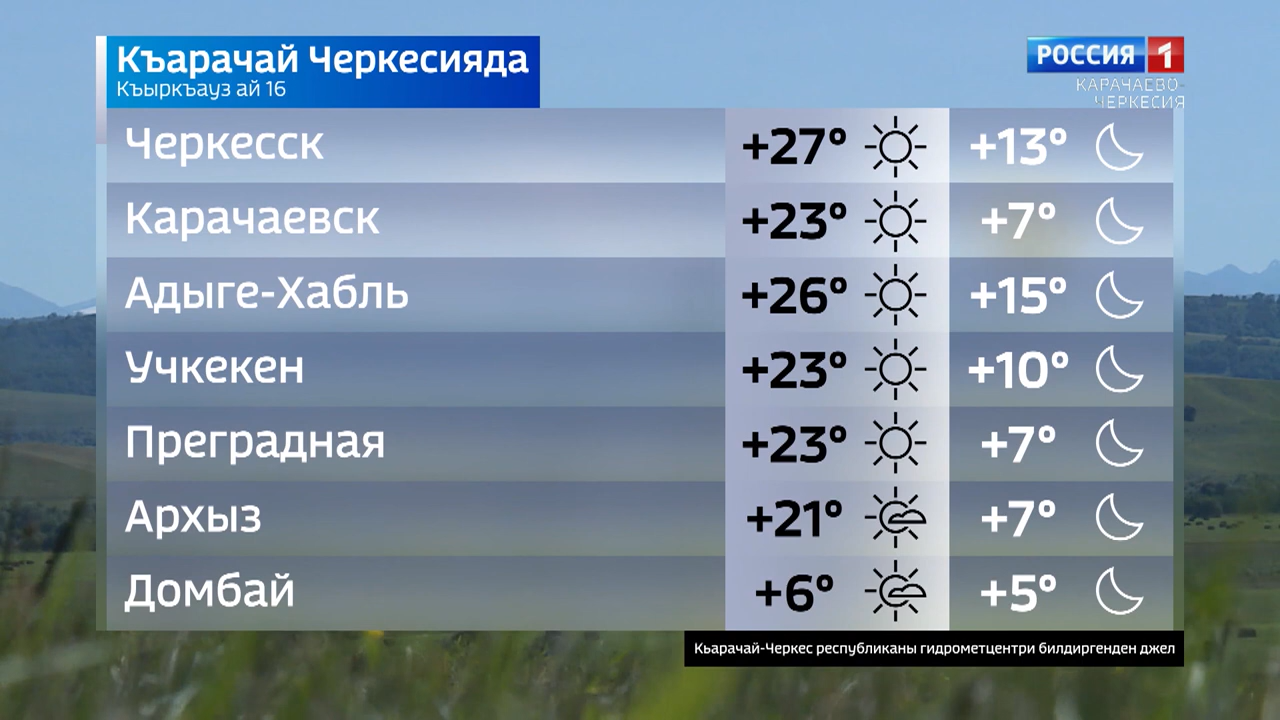 Къарачай Черкесияда
Къыркъауз ай 16
РОССИЯ 1
КАРАЧАЕВО-
ЧЕРКЕСИЯ
Черкесск +27° +13°
Карачаевск +23° +7°
Адыге-Хабль +26° +15°
Учкекен +23° +10°
Преградная +23° +7°
Архыз +21° +7°
Домбай +6° +5°
Кьарачай-Черкес республиканы гидрометцентри билдиргенден джел